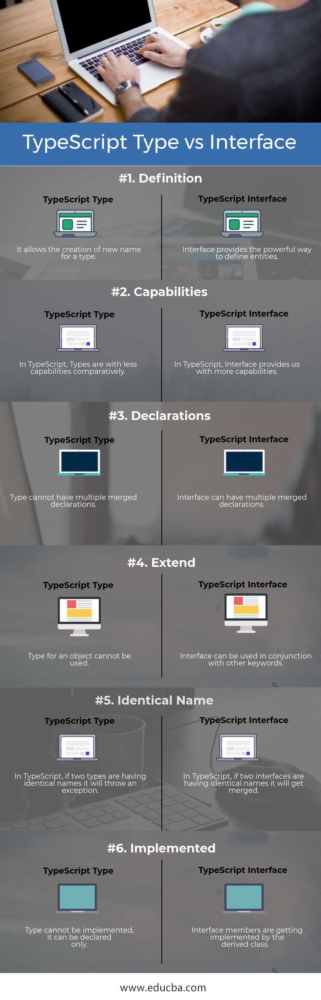 TypeScript Type vs Interface
#1. Definition
TypeScript Type
It allows the creation of new name
for a type.
TypeScript Interface
Interface provides the powerful way
to define entities.
#2. Capabilities
TypeScript Type
In TypeScript, Types are with less
capabilities comparatively.
TypeScript Interface
In TypeScript, Interface provides us
with more capabilities.
#3. Declarations
TypeScript Type
Type cannot have multiple merged
declarations.
TypeScript Interface
Interface can have multiple merged
declarations.
#4. Extend
TypeScript Type
Type for an object cannot be
used.
TypeScript Interface
Interface can be used in conjunction
with other keywords.
#5. Identical Name
TypeScript Type
In TypeScript, if two types are having
identical names it will throw an
exception.
TypeScript Interface
In TypeScript, if two interfaces are
having identical names it will get
merged.
#6. Implemented
TypeScript Type
Type cannot be implemented,
it can be declared
only.
TypeScript Interface
Interface members are getting
implemented by the
derived class.
www.educba.com